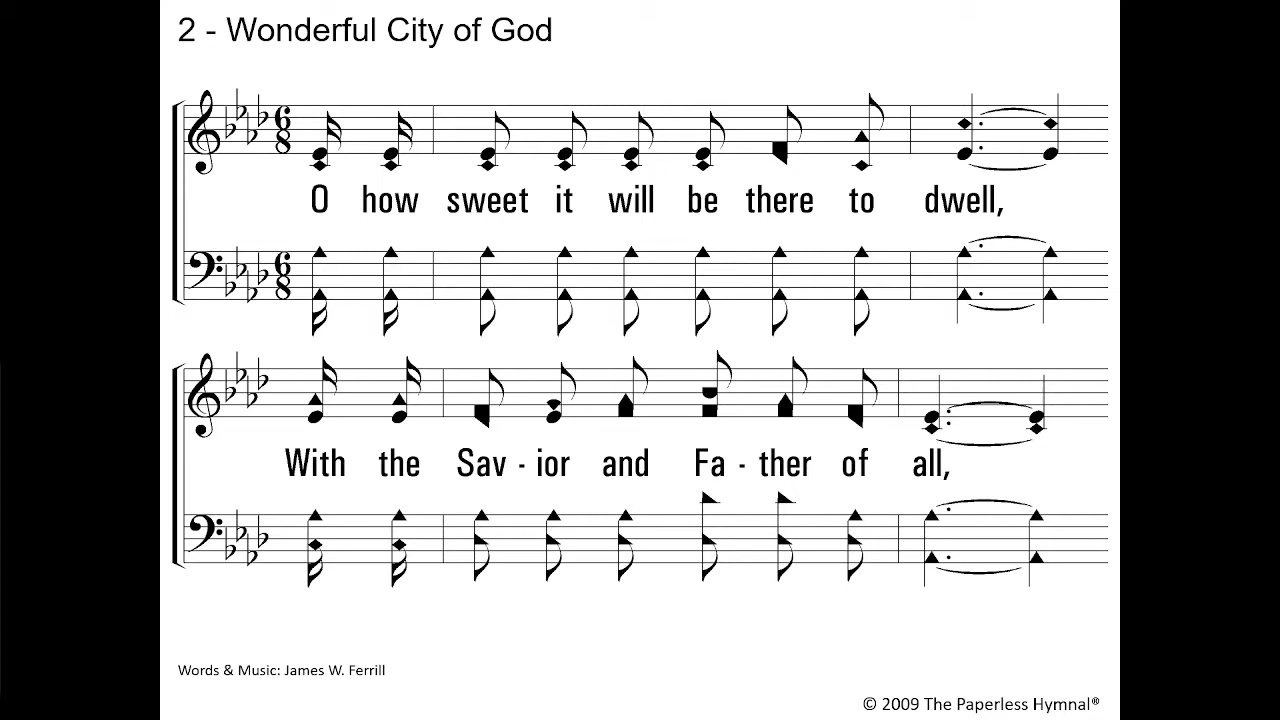 2 - Wonderful City of God
O how sweet it will be there to dwell,
With the Sav - ior and Fa - ther of all,
Words & Music: James W. Ferrill
© 2009 The Paperless Hymnal®